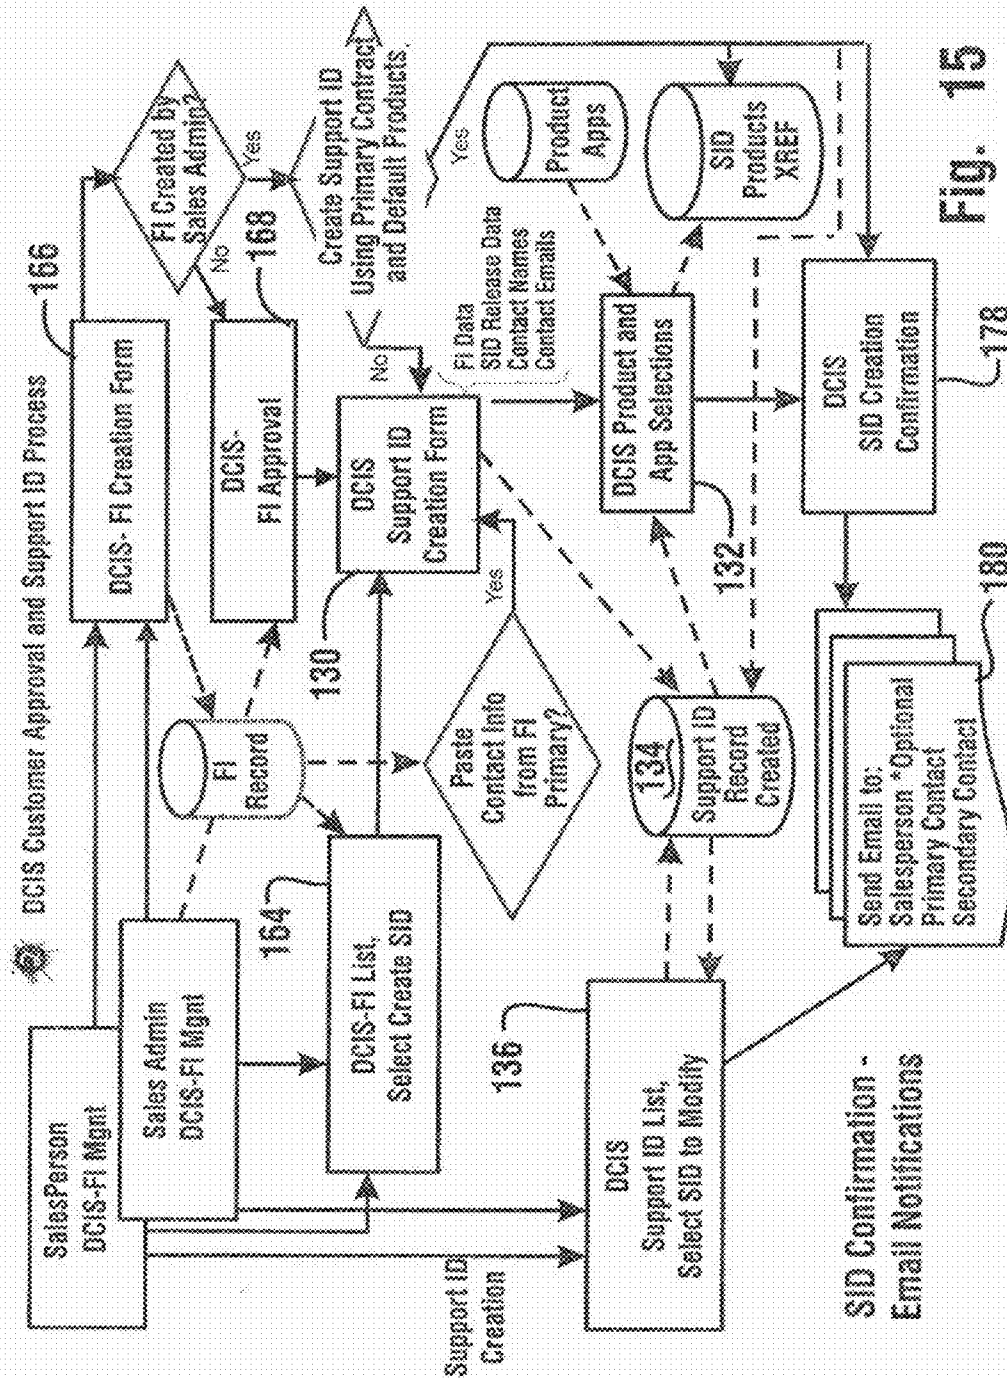 DCIS Customer Approval and Support ID Process
SalesPerson
DCIS-FI Mgmt
Sales Admin
DCIS-FI Mgmt
DCIS- FI Creation Form
166
FI Created by
Sales Admin?
Yes
No
168
DCIS-
FI Approval
FI
Record
164
DCIS-FI List,
Select Create SID
Create Support ID
Using Primary Contract
and Default Products.
No
Yes
DCIS
Support ID
Creation Form
130
FI Data
SID Release Data
Contact Names
Contact Emails
Paste
Contact Into
from FI
Primary?
Yes
Product
Apps
SID
Products
XREF
DCIS Product and
App Selections
132
134
Support ID
Record
Created
Support ID
Creation
136
DCIS
Support ID List,
Select SID to Modify
DCIS
SID Creation
Confirmation
178
180
Send Email to:
Salesperson *Optional
Primary Contact
Secondary Contact
SID Confirmation -
Email Notifications
Fig. 15